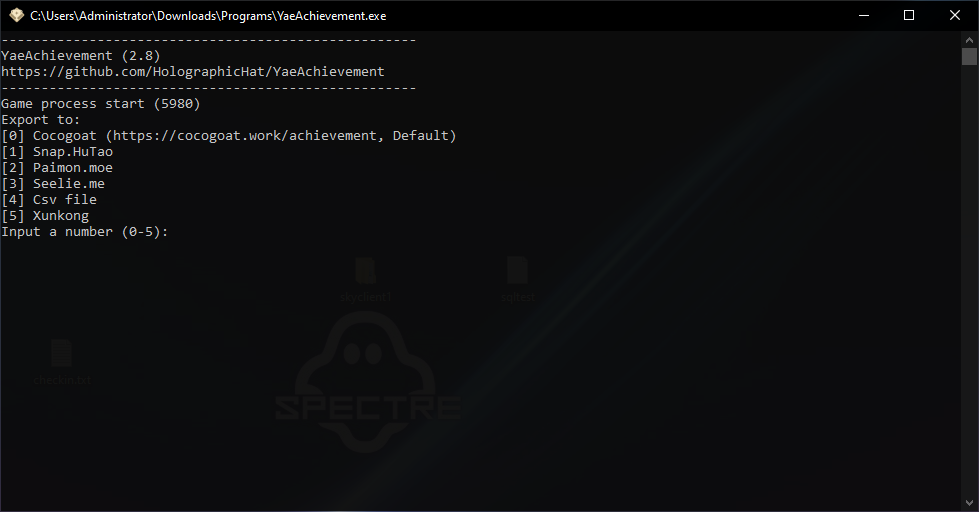 C:\Users\Administrator\Downloads\Programs\YaeAchievement.exe
----------------------------------------------------
YaeAchievement (2.8)
https://github.com/HolographicHat/YaeAchievement
----------------------------------------------------
Game process start (5980)
Export to:
[0] Cocogoat (https://cocogoat.work/achievement, Default)
[1] Snap.HuTao
[2] Paimon.moe
[3] Seelie.me
[4] Csv file
[5] Xunkong
Input a number (0-5):
SPECTRE